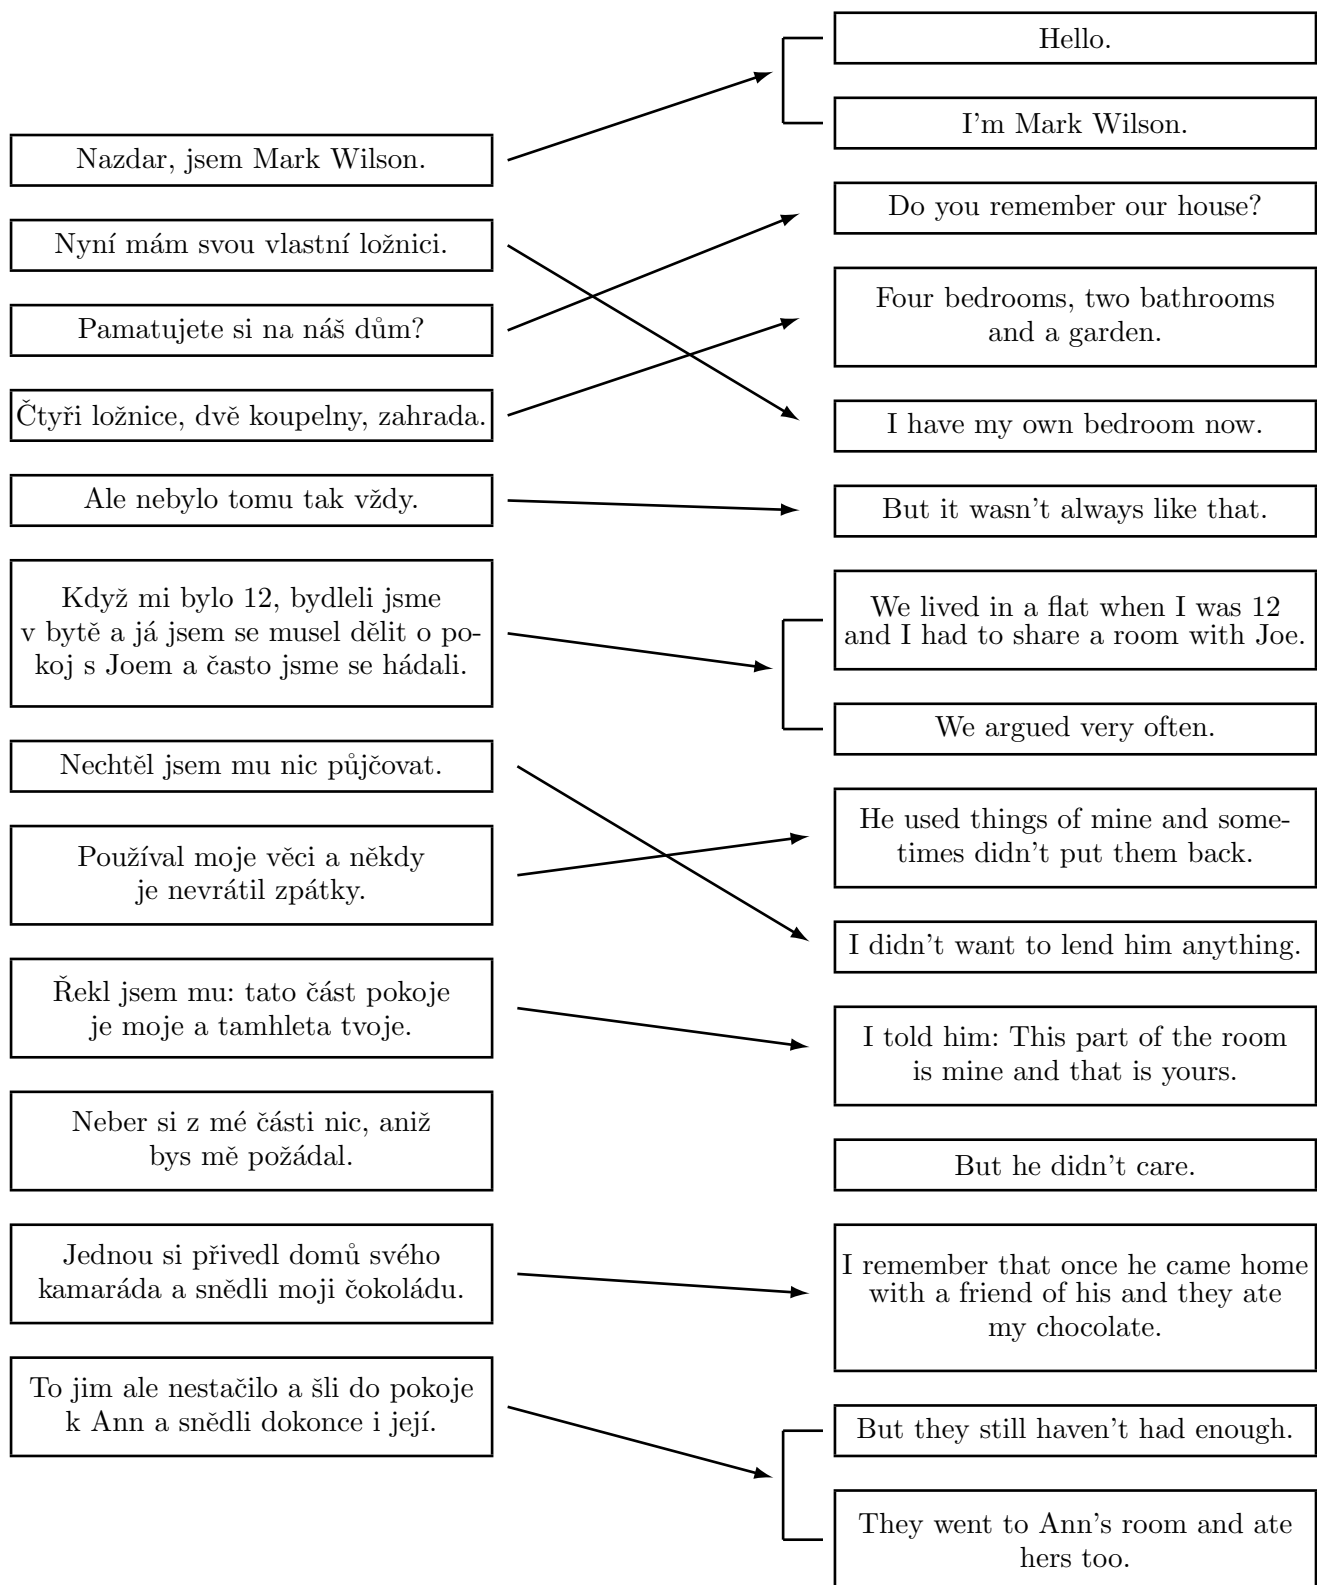 Nazdar, jsem Mark Wilson.
Nyní mám svou vlastní ložnici.
Pamatujete si na náš dům?
Čtyři ložnice, dvě koupelny, zahrada.
Ale nebylo tomu tak vždy.
Když mi bylo 12, bydleli jsme
v bytě a já jsem se musel dělit o po-
koj s Joem a často jsme se hádali.
Nechtěl jsem mu nic půjčovat.
Používal moje věci a někdy
je nevrátil zpátky.
Řekl jsem mu: tato část pokoje
je moje a tamhleta tvoje.
Neber si z mé části nic, aniž
bys mě požádal.
Jednou si přivedl domů svého
kamaráda a snědli moji čokoládu.
To jim ale nestačilo a šli do pokoje
k Ann a snědli dokonce i její.
Hello.
I'm Mark Wilson.
Do you remember our house?
Four bedrooms, two bathrooms
and a garden.
I have my own bedroom now.
But it wasn't always like that.
We lived in a flat when I was 12
and I had to share a room with Joe.
We argued very often.
He used things of mine and some-
times didn't put them back.
I didn't want to lend him anything.
I told him: This part of the room
is mine and that is yours.
But he didn't care.
I remember that once he came home
with a friend of his and they ate
my chocolate.
But they still haven't had enough.
They went to Ann's room and ate
hers too.